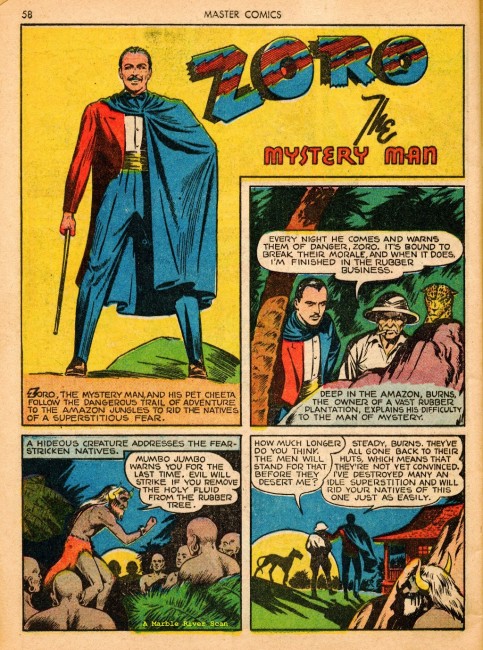 58
MASTER COMICS
ZORO
The
MYSTERY MAN
ZORO, THE MYSTERY MAN, AND HIS PET CHEETA
FOLLOW THE DANGEROUS TRAIL OF ADVENTURE
TO THE AMAZON JUNGLES TO RID THE NATIVES
OF A SUPERSTITIOUS FEAR.
EVERY NIGHT HE COMES AND WARNS
THEM OF DANGER, ZORO. IT'S BOUND TO
BREAK THEIR MORALE, AND WHEN IT DOES,
I'M FINISHED IN THE RUBBER
BUSINESS.
DEEP IN THE AMAZON, BURNS,
THE OWNER OF A VAST RUBBER
PLANTATION, EXPLAINS HIS DIFFICULTY
TO THE MAN OF MYSTERY.
A HIDEOUS CREATURE ADDRESSES THE FEAR-
STRICKEN NATIVES.
MUMBO JUMBO
WARNS YOU FOR THE
LAST TIME. EVIL WILL
STRIKE IF YOU REMOVE
THE HOLY FLUID
FROM THE RUBBER
TREE.
A Marble River Scan
HOW MUCH LONGER
DO YOU THINK
THE MEN WILL
STAND FOR THAT
BEFORE THEY
DESERT ME?
STEADY, BURNS. THEY'VE
ALL GONE BACK TO THEIR
HUTS, WHICH MEANS THAT
THEY'RE NOT YET CONVINCED.
I'VE DESTROYED MANY AN
IDLE SUPERSTITION AND WILL
RID YOUR NATIVES OF THIS
ONE JUST AS EASILY.